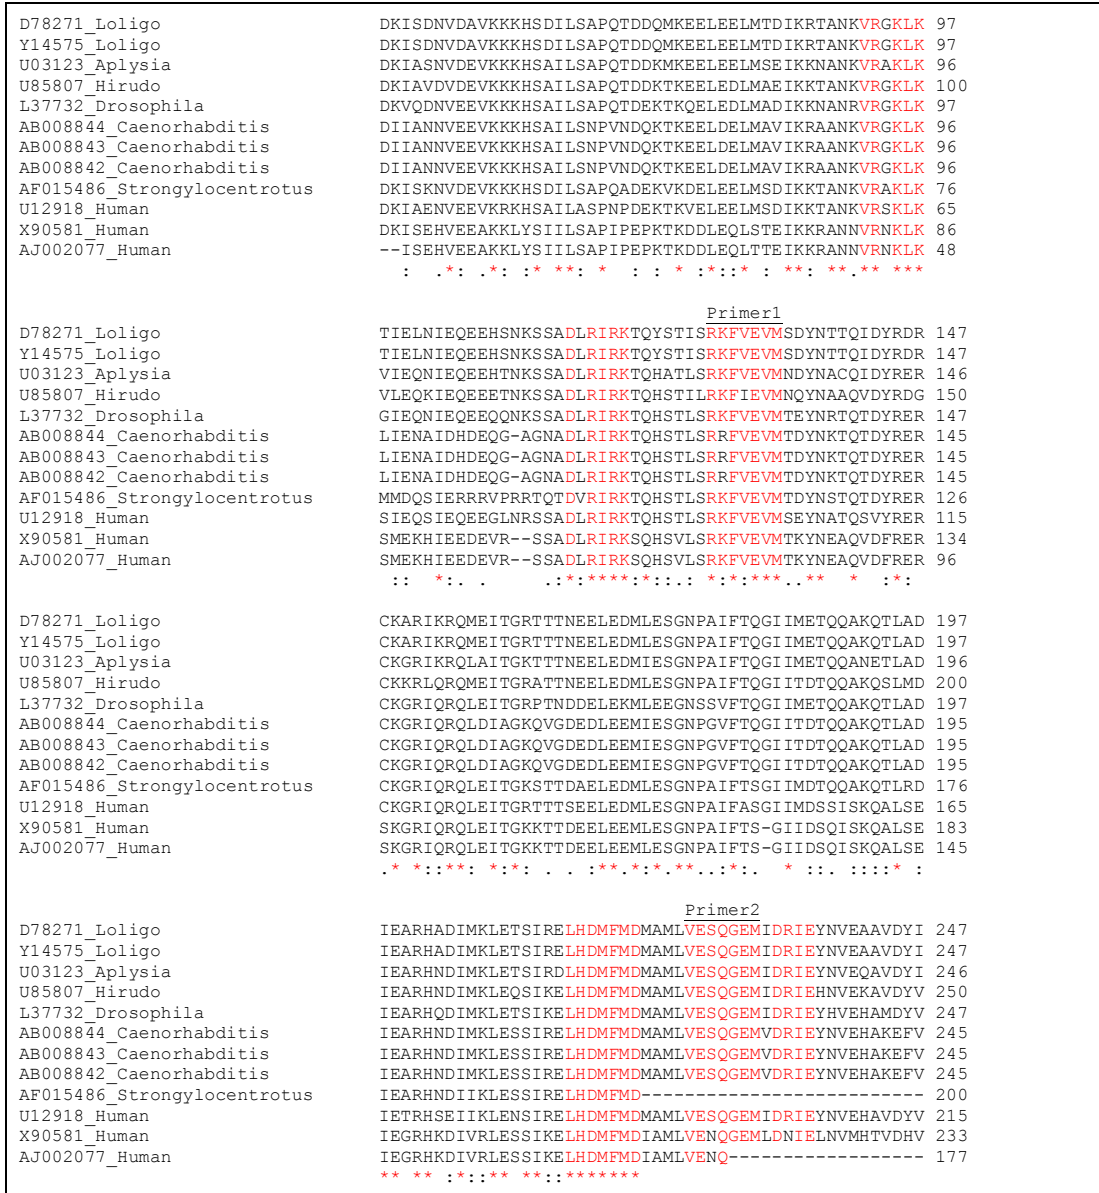 D78271_Loligo DKISDNVDAVKKKHSDILSAPQTDDQMKEELEELMTDIKRTANKVRGKLK 97
Y14575_Loligo DKISDNVDAVKKKHSDILSAPQTDDQMKEELEELMTDIKRTANKVRGKLK 97
U03123_Aplysia DKIASNVDEVKKKHSAILSAPQTDDKMKEELEELMSEIKKNANKVRAKLK 96
U85807_Hirudo DKIAVDVDEVKKKHSAILSAPQTDDKTKEELEDLMAEIKKTANKVRGKLK 100
L37732_Drosophila DKVQDNVEEVKKKHSAILSAPQTDEKTKQELEDLMADIKKNANRVRGKLK 97
AB008844_Caenorhabditis DIIANNVEEVKKKHSAILSNPVNDQKTKEELDELMAVIKRAANKVRGKLK 96
AB008843_Caenorhabditis DIIANNVEEVKKKHSAILSNPVNDQKTKEELDELMAVIKRAANKVRGKLK 96
AB008842_Caenorhabditis DIIANNVEEVKKKHSAILSNPVNDQKTKEELDELMAVIKRAANKVRGKLK 96
AF015486_Strongylocentrotus DKISKNVDEVKKKHSDILSAPQADEKVKDELEELMSDIKKTANKVRAKLK 76
U12918_Human DKIAENVEEVKRKHSAILASPNPDEKTKVELEELMSDIKKTANKVRSKLK 65
X90581_Human DKISEHVEEAKKLYSIILSAPIPEPKTKDDLEQLSTEIKKRANNVRNKLK 86
AJ002077_Human --ISEHVEEAKKLYSIILSAPIPEPKTKDDLEQLTTEIKKRANNVRNKLK 48
: .*: .*: :* **: * : : * :*::* : **: **.** ***
Primer1
D78271_Loligo TIELNIEQEEHSNKSSADLRIRKTQYSTISRKFVEVMSDYNTTQIDYRDR 147
Y14575_Loligo TIELNIEQEEHSNKSSADLRIRKTQYSTISRKFVEVMSDYNTTQIDYRDR 147
U03123_Aplysia VIEQNIEQEEHTNKSSADLRIRKTQHATLSRKFVEVMNDYNACQIDYRER 146
U85807_Hirudo VLEQKIEQEEETNKSSADLRIRKTQHSTILRKFIEVMNQYNAAQVDYRDG 150
L37732_Drosophila GIEQNIEQEEQQNKSSADLRIRKTQHSTLSRKFVEVMTEYNRTQTDYRER 147
AB008844_Caenorhabditis LIENAIDHDEQG-AGNADLRIRKTQHSTLSRRFVEVMTDYNKTQTDYRER 145
AB008843_Caenorhabditis LIENAIDHDEQG-AGNADLRIRKTQHSTLSRRFVEVMTDYNKTQTDYRER 145
AB008842_Caenorhabditis LIENAIDHDEQG-AGNADLRIRKTQHSTLSRRFVEVMTDYNKTQTDYRER 145
AF015486_Strongylocentrotus MMDQSIERRRVPRRTQTDVRIRKTQHSTLSRKFVEVMTDYNSTQTDYRER 126
U12918_Human SIEQSIEQEEGLNRSSADLRIRKTQHSTLSRKFVEVMSEYNATQSVYRER 115
X90581_Human SMEKHIEEDEVR--SSADLRIRKSQHSVLSRKFVEVMTKYNEAQVDFRER 134
AJ002077_Human SMEKHIEEDEVR--SSADLRIRKSQHSVLSRKFVEVMTKYNEAQVDFRER 96
:: *:. . .:*:****:*::.: *:*:***..** * :*:
D78271_Loligo CKARIKRQMEITGRTTTNEELEDMLESGNPAIFTQGIIMETQQAKQTLAD 197
Y14575_Loligo CKARIKRQMEITGRTTTNEELEDMLESGNPAIFTQGIIMETQQAKQTLAD 197
U03123_Aplysia CKGRIKRQLAITGKTTTNEELEDMIESGNPAIFTQGIIMETQQANETLAD 196
U85807_Hirudo CKKRLQRQMEITGRATTNEELEDMLESGNPAIFTQGIITDTQQAKQSLMD 200
L37732_Drosophila CKGRIQRQLEITGRPTNDDELEKMLEEGNSSVFTQGIIMETQQAKQTLAD 197
AB008844_Caenorhabditis CKGRIQRQLDIAGKQVGDEDLEEMIESGNPGVFTQGIITDTQQAKQTLAD 195
AB008843_Caenorhabditis CKGRIQRQLDIAGKQVGDEDLEEMIESGNPGVFTQGIITDTQQAKQTLAD 195
AB008842_Caenorhabditis CKGRIQRQLDIAGKQVGDEDLEEMIESGNPGVFTQGIITDTQQAKQTLAD 195
AF015486_Strongylocentrotus CKGRIQRQLEITGKSTTDAELEDMLESGNPAIFTSGIIMDTQQAKQTLRD 176
U12918_Human CKGRIQRQLEITGRTTTSEELEDMLESGNPAIFASGIIMDSSISKQALSE 165
X90581_Human SKGRIQRQLEITGKKTTDEELEEMLESGNPAIFTS-GIIDSQISKQALSE 183
AJ002077_Human SKGRIQRQLEITGKKTTDEELEEMLESGNPAIFTS-GIIDSQISKQALSE 145
.* *::**: *:*: . . :**.*:*.**..:*:. * ::. ::::* :
Primer2
D78271_Loligo IEARHADIMKLETSIRELHDMFMDMAMLVESQGEMIDRIEYNVEAAVDYI 247
Y14575_Loligo IEARHADIMKLETSIRELHDMFMDMAMLVESQGEMIDRIEYNVEAAVDYI 247
U03123_Aplysia IEARHNDIMKLETSIRDLHDMFMDMAMLVESQGEMIDRIEYNVEQAVDYI 246
U85807_Hirudo IEARHNDIMKLEQSIKELHDMFMDMAMLVESQGEMIDRIEHNVEKAVDYV 250
L37732_Drosophila IEARHQDIMKLETSIKELHDMFMDMAMLVESQGEMIDRIEYHVEHAMDYV 247
AB008844_Caenorhabditis IEARHNDIMKLESSIRELHDMFMDMAMLVESQGEMVDRIEYNVEHAKEFV 245
AB008843_Caenorhabditis IEARHNDIMKLESSIRELHDMFMDMAMLVESQGEMVDRIEYNVEHAKEFV 245
AB008842_Caenorhabditis IEARHNDIMKLESSIRELHDMFMDMAMLVESQGEMVDRIEYNVEHAKEFV 245
AF015486_Strongylocentrotus IEARHNDIIKLESSIRELHDMFMD-------------------------- 200
U12918_Human IETRHSEIIKLENSIRELHDMFMDMAMLVESQGEMIDRIEYNVEHAVDYV 215
X90581_Human IEGRHKDIVRLESSIKELHDMFMDIAMLVENQGEMLDNIELNVMHTVDHV 233
AJ002077_Human IEGRHKDIVRLESSIKELHDMFMDIAMLVENQ------------------ 177
** ** :*::** **::*******